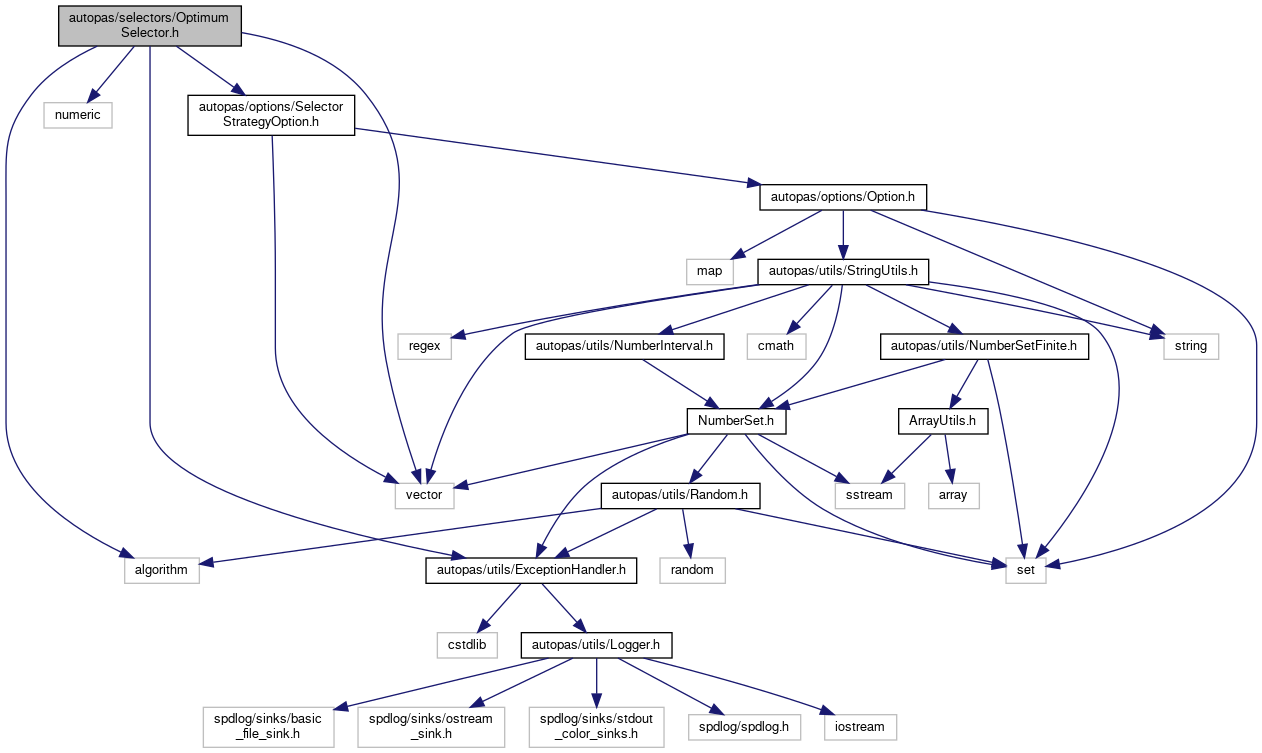 autopas/selectors/Optimum
Selector.h
numeric
autopas/options/Selector
StrategyOption.h
autopas/options/Option.h
map
autopas/utils/StringUtils.h
regex
autopas/utils/NumberInterval.h
cmath
autopas/utils/NumberSetFinite.h
string
NumberSet.h
ArrayUtils.h
vector
autopas/utils/Random.h
sstream
array
algorithm
autopas/utils/ExceptionHandler.h
random
set
cstdlib
autopas/utils/Logger.h
spdlog/sinks/basic
_file_sink.h
spdlog/sinks/ostream
_sink.h
spdlog/sinks/stdout
_color_sinks.h
spdlog/spdlog.h
iostream